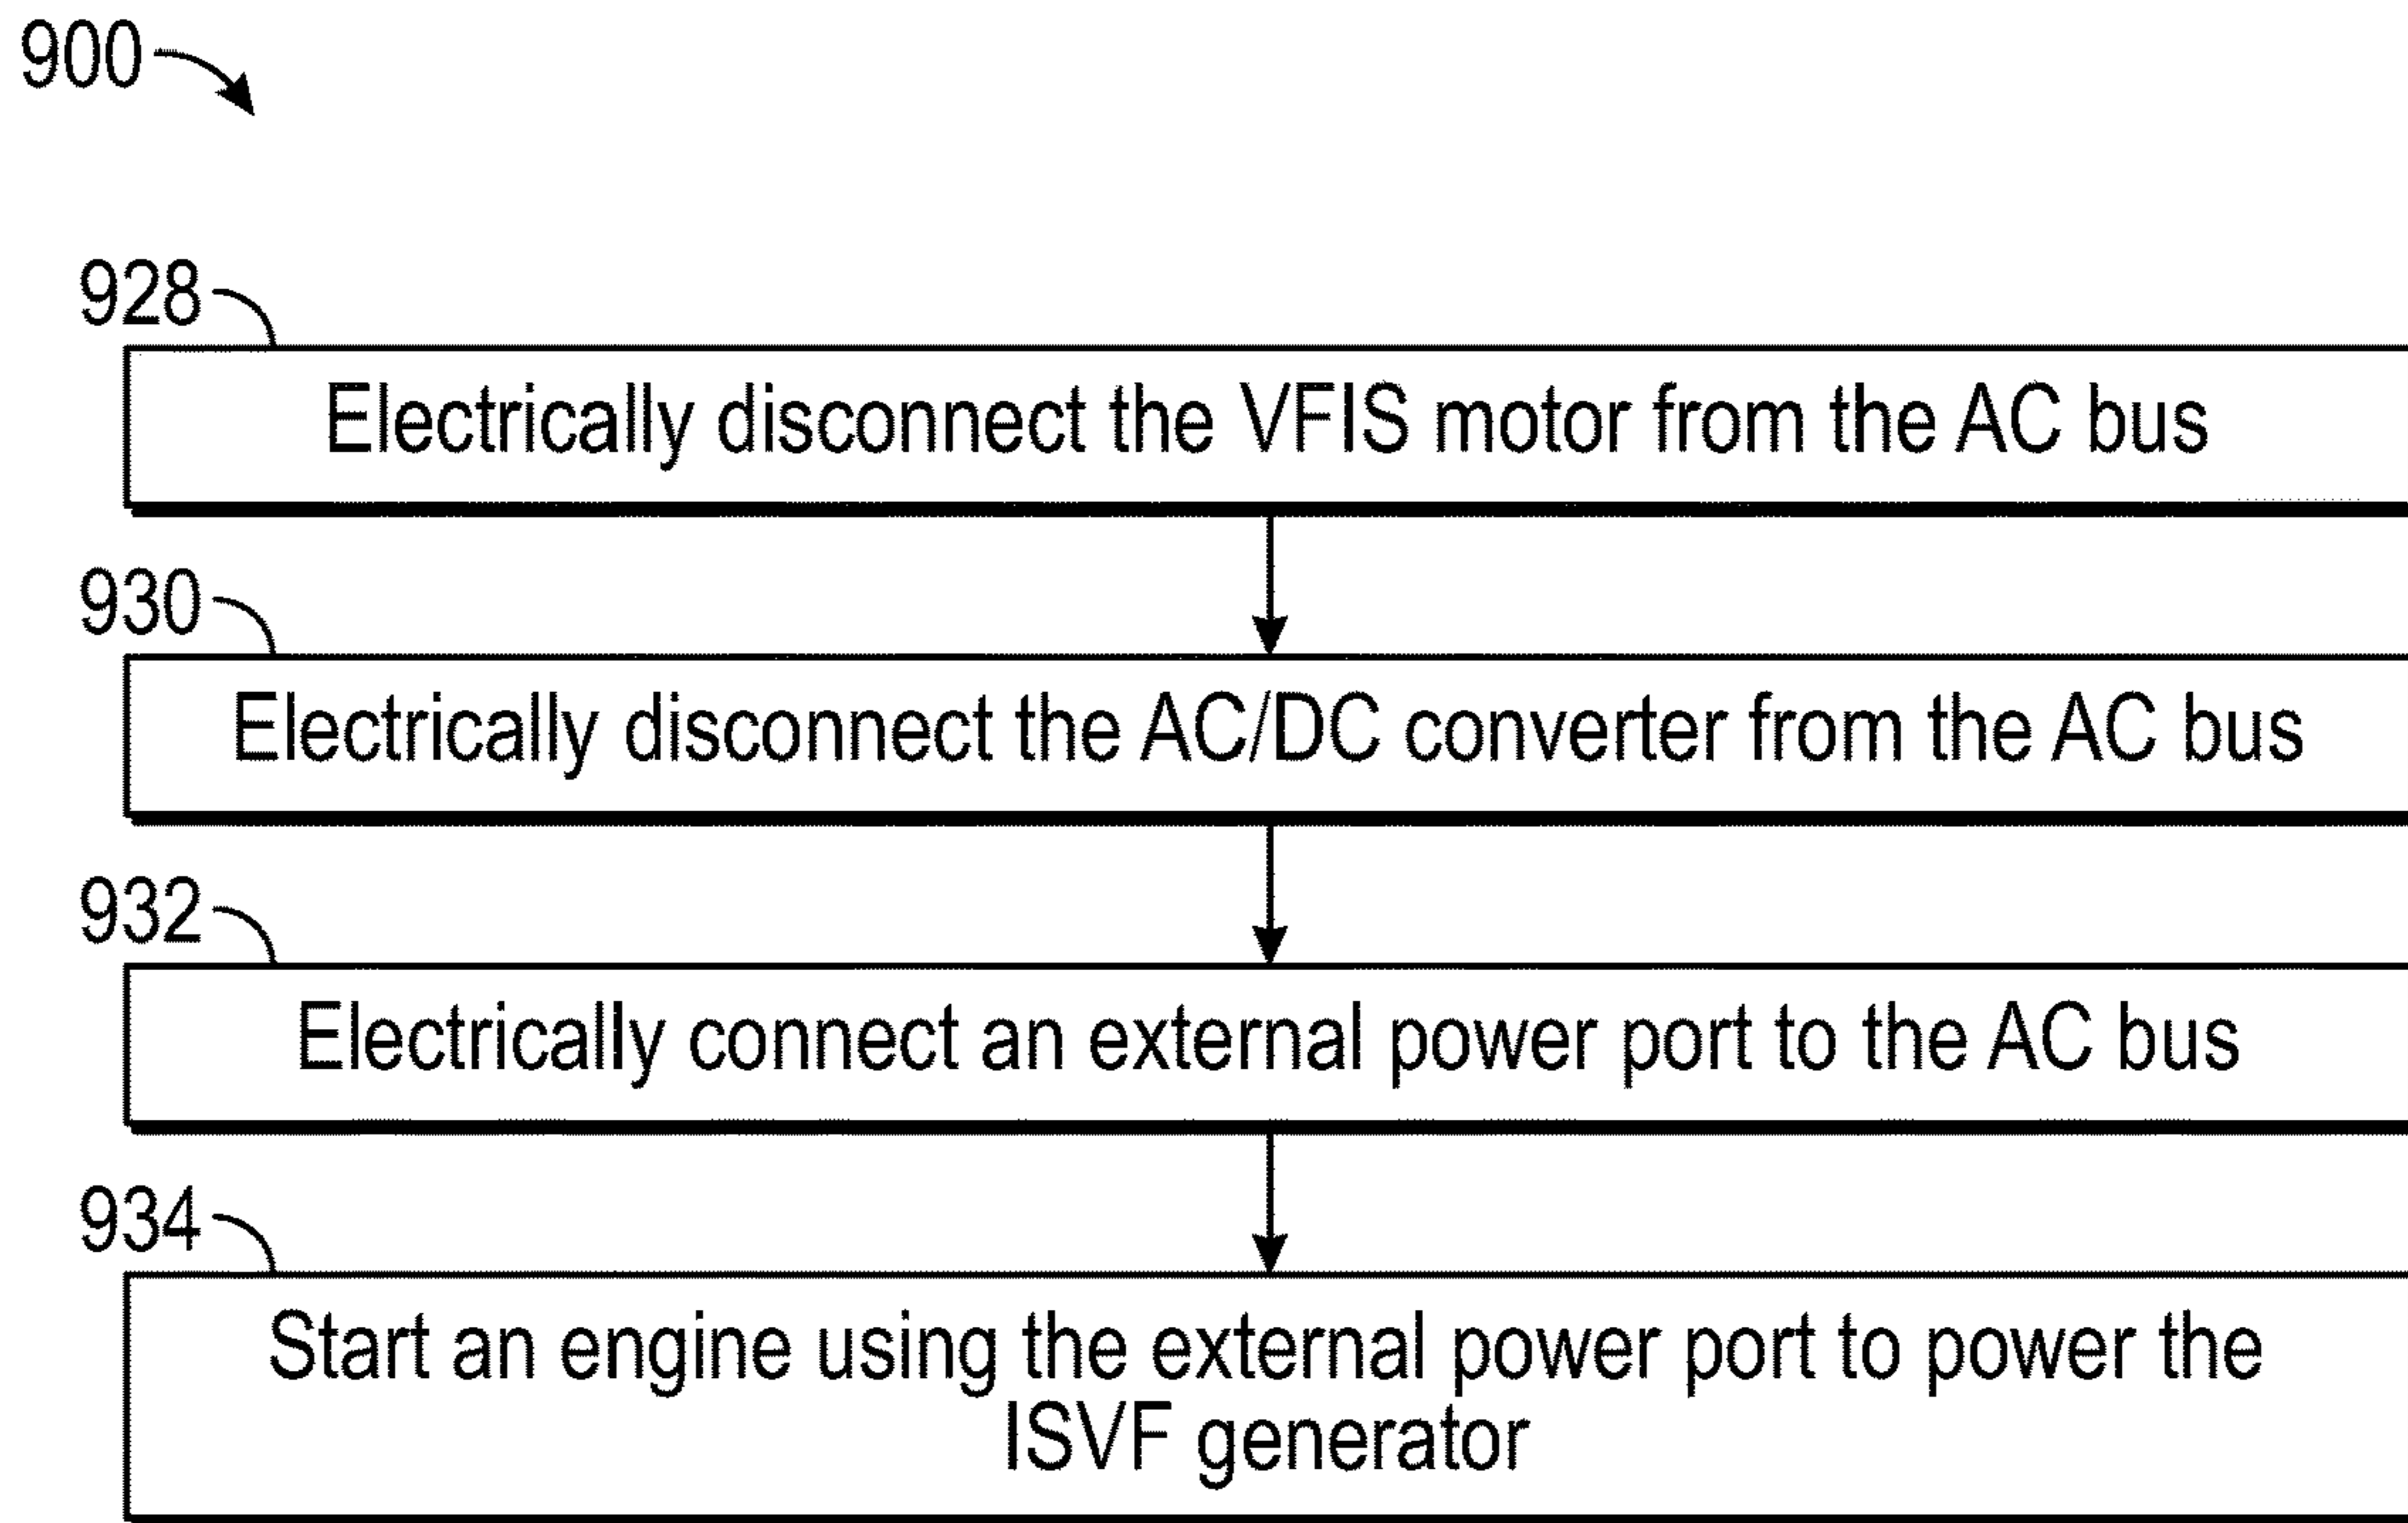 900
928
Electrically disconnect the VFIS motor from the AC bus
930
Electrically disconnect the AC/DC converter from the AC bus
932
Electrically connect an external power port to the AC bus
934
Start an engine using the external power port to power the
ISVF generator